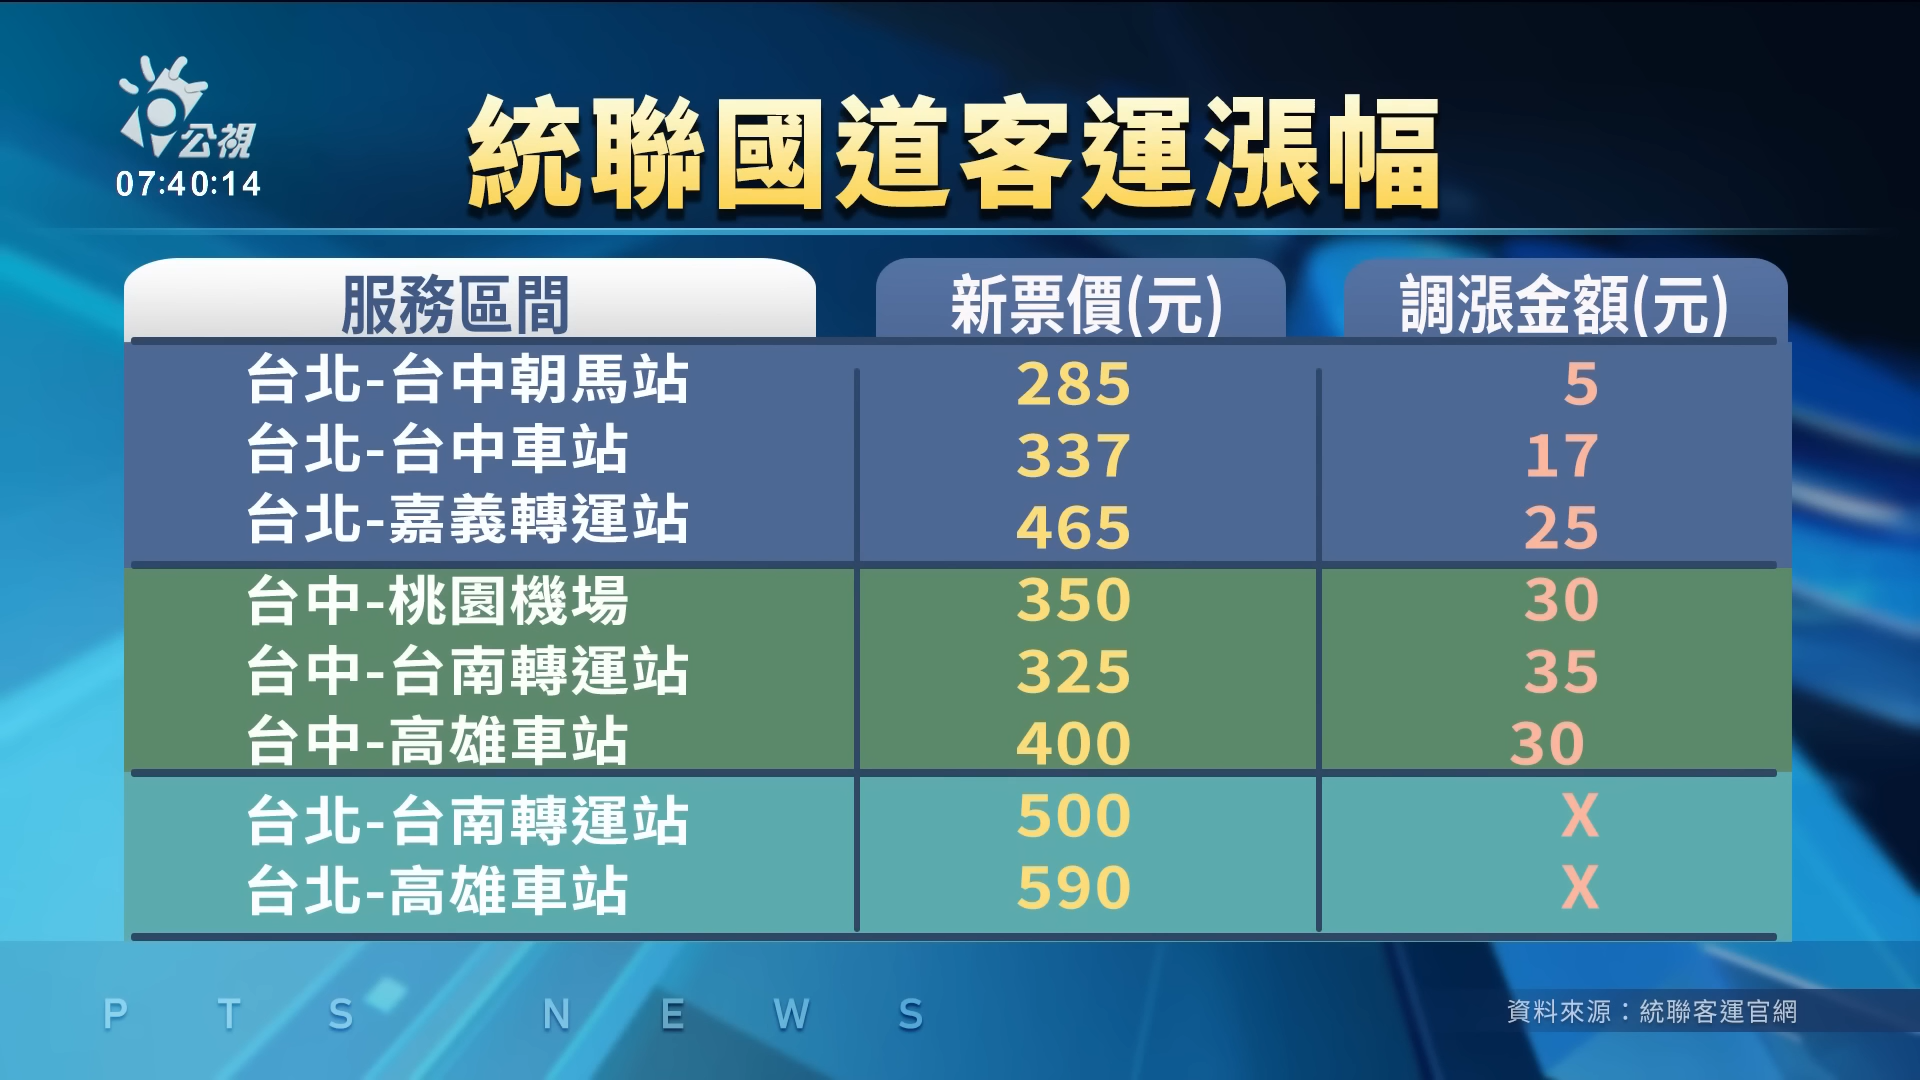 公視
07:40:14
統聯國道客運漲幅
服務區間 新票價(元) 調漲金額(元)
台北-台中朝馬站 285 5
台北-台中車站 337 17
台北-嘉義轉運站 465 25
台中-桃園機場 350 30
台中-台南轉運站 325 35
台中-高雄車站 400 30
台北-台南轉運站 500 X
台北-高雄車站 590 X
PTS NEWS
資料來源：統聯客運官網